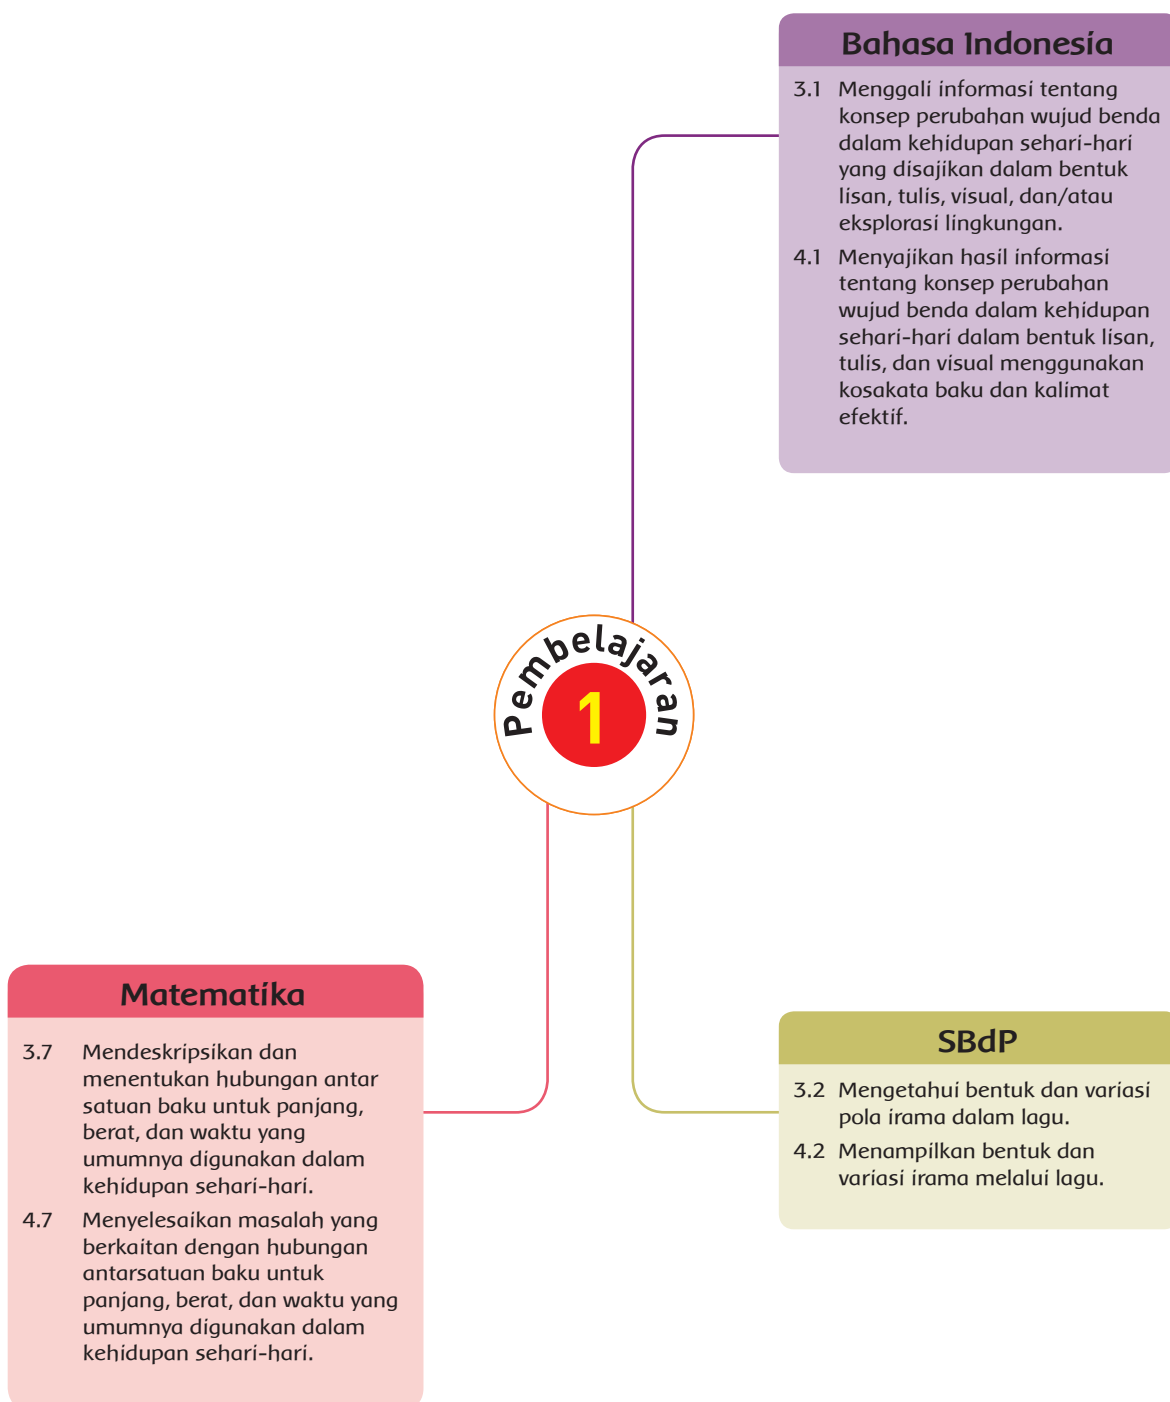 Bahasa Indonesia
3.1 Menggali informasi tentang
konsep perubahan wujud benda
dalam kehidupan sehari-hari
yang disajikan dalam bentuk
lisan, tulis, visual, dan/atau
eksplorasi lingkungan.
4.1 Menyajikan hasil informasi
tentang konsep perubahan
wujud benda dalam kehidupan
sehari-hari dalam bentuk lisan,
tulis, dan visual menggunakan
kosakata baku dan kalimat
efektif.
Pembelajaran
1
Matematika
3.7 Mendeskripsikan dan
menentukan hubungan antar
satuan baku untuk panjang,
berat, dan waktu yang
umumnya digunakan dalam
kehidupan sehari-hari.
4.7 Menyelesaikan masalah yang
berkaitan dengan hubungan
antarsatuan baku untuk
panjang, berat, dan waktu yang
umumnya digunakan dalam
kehidupan sehari-hari.
SBdP
3.2 Mengetahui bentuk dan variasi
pola irama dalam lagu.
4.2 Menampilkan bentuk dan
variasi irama melalui lagu.